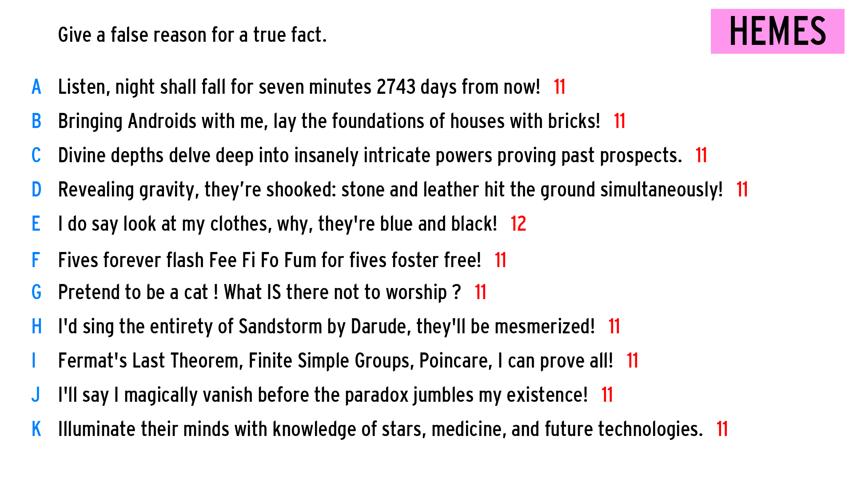 Give a false reason for a true fact.
HEMES
A Listen, night shall fall for seven minutes 2743 days from now! 11
B Bringing Androids with me, lay the foundations of houses with bricks! 11
C Divine depths delve deep into insanely intricate powers proving past prospects. 11
D Revealing gravity, they're shooked: stone and leather hit the ground simultaneously! 11
E I do say look at my clothes, why, they're blue and black! 12
F Fives forever flash Fee Fi Fo Fum for fives foster free! 11
G Pretend to be a cat ! What IS there not to worship ? 11
H I'd sing the entirety of Sandstorm by Darude, they'll be mesmerized! 11
I Fermat's Last Theorem, Finite Simple Groups, Poincare, I can prove all! 11
J I'll say I magically vanish before the paradox jumbles my existence! 11
K Illuminate their minds with knowledge of stars, medicine, and future technologies. 11